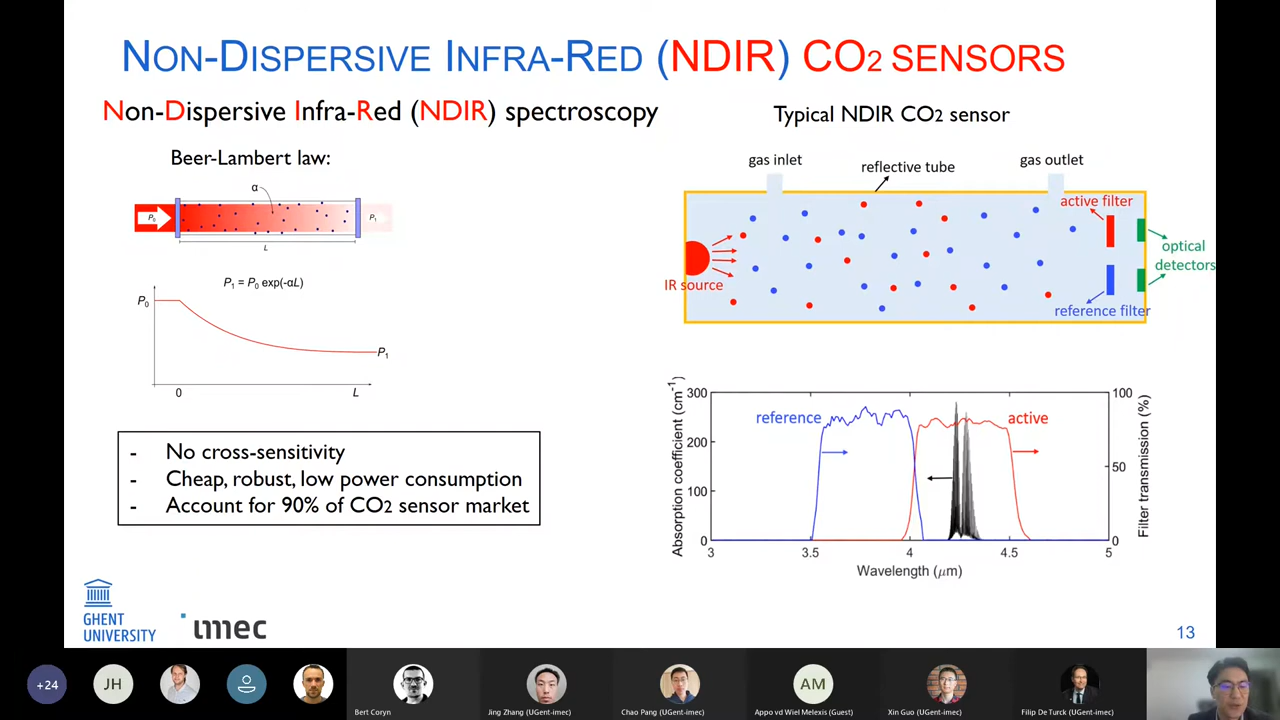 NON-DISPERSIVE INFRA-RED (NDIR) CO2 SENSORS
Non-Dispersive Infra-Red (NDIR) spectroscopy
Beer-Lambert law:
α
P0
P1
L
P1 = P0 exp(-αL)
P0
P1
0
L
- No cross-sensitivity
- Cheap, robust, low power consumption
- Account for 90% of CO2 sensor market
Typical NDIR CO2 sensor
gas inlet
reflective tube
gas outlet
active filter
optical
detectors
IR source
reference filter
Absorption coefficient (cm-1)
300
200
100
0
reference
active
100
50
0
Filter transmission (%)
3
3.5
4
4.5
5
Wavelength (μm)
GHENT
UNIVERSITY
imec
13
+24
JH
Bert Coryn
Jing Zhang (UGent-imec)
Chao Pang (UGent-imec)
AM
Appo vd Wiel Melexis (Guest)
Xin Guo (UGent-imec)
Filip De Turck (UGent-imec)